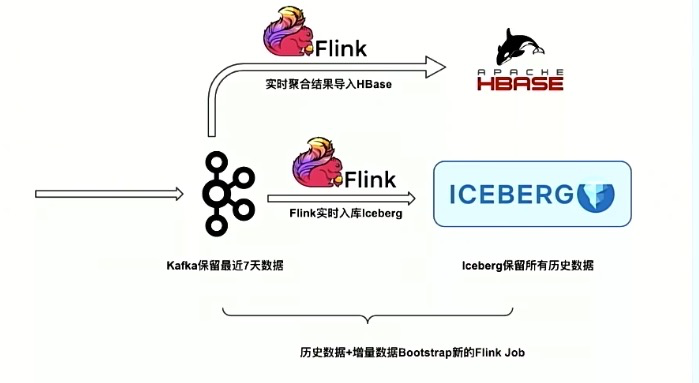 Flink
实时聚合结果导入HBase
APACHE
HBASE
Flink
Flink实时入库Iceberg
ICEBERG
Kafka保留最近7天数据
Iceberg保留所有历史数据
历史数据+增量数据Bootstrap新的Flink Job